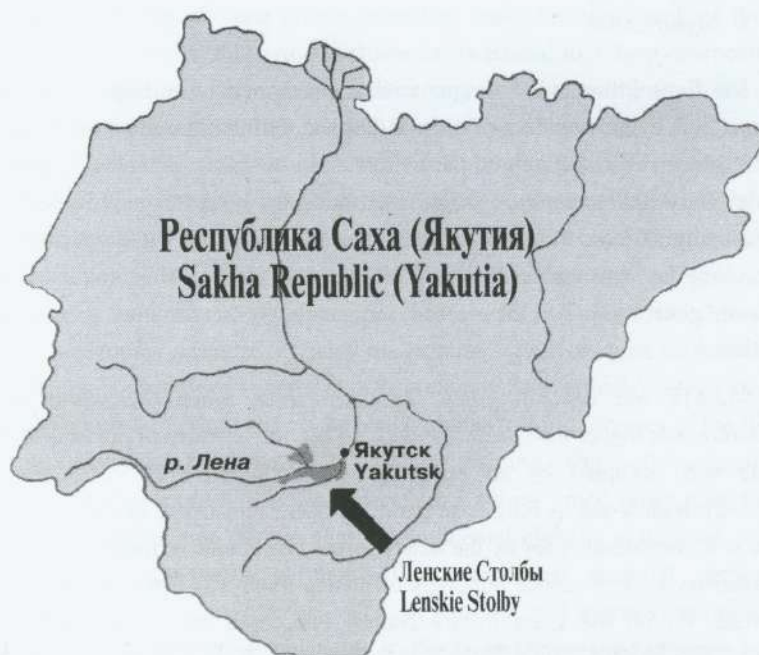 Республика Саха (Якутия)
Sakha Republic (Yakutia)
р. Лена
Якутск
Yakutsk
Ленские Столбы
Lenskie Stolby